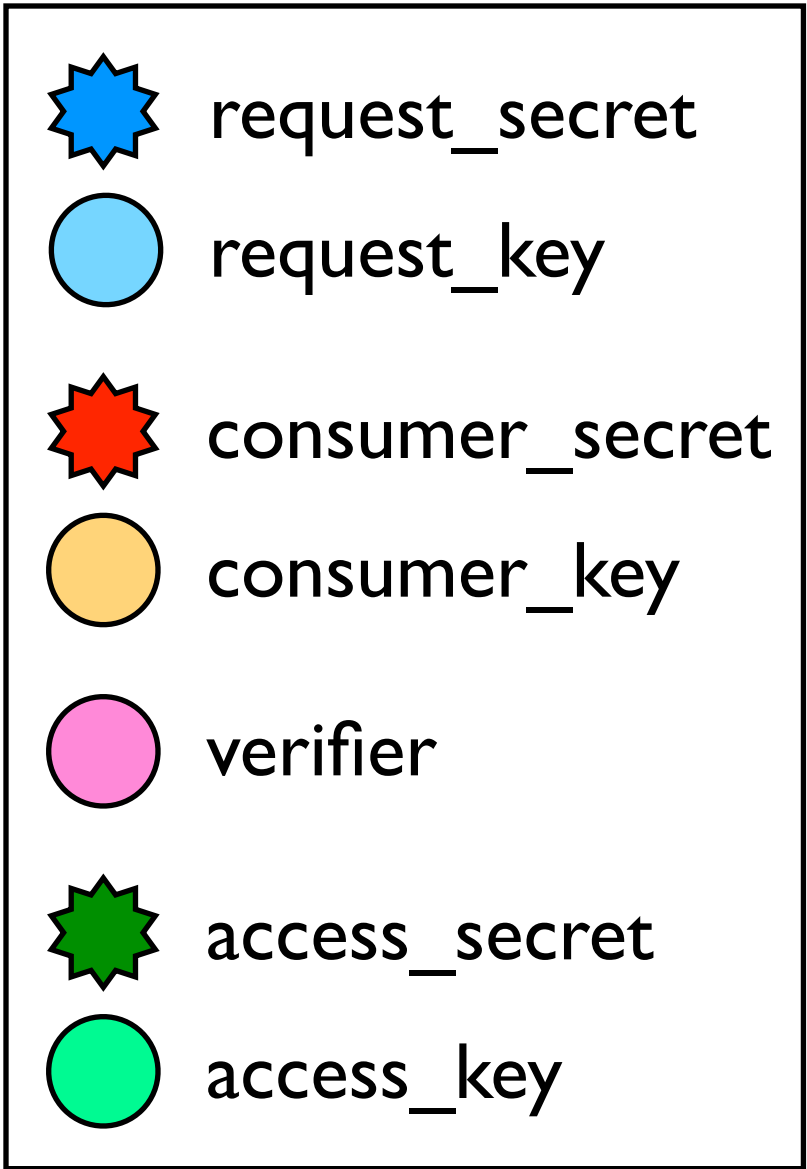 request_secret
request_key
consumer_secret
consumer_key
verifier
access_secret
access_key